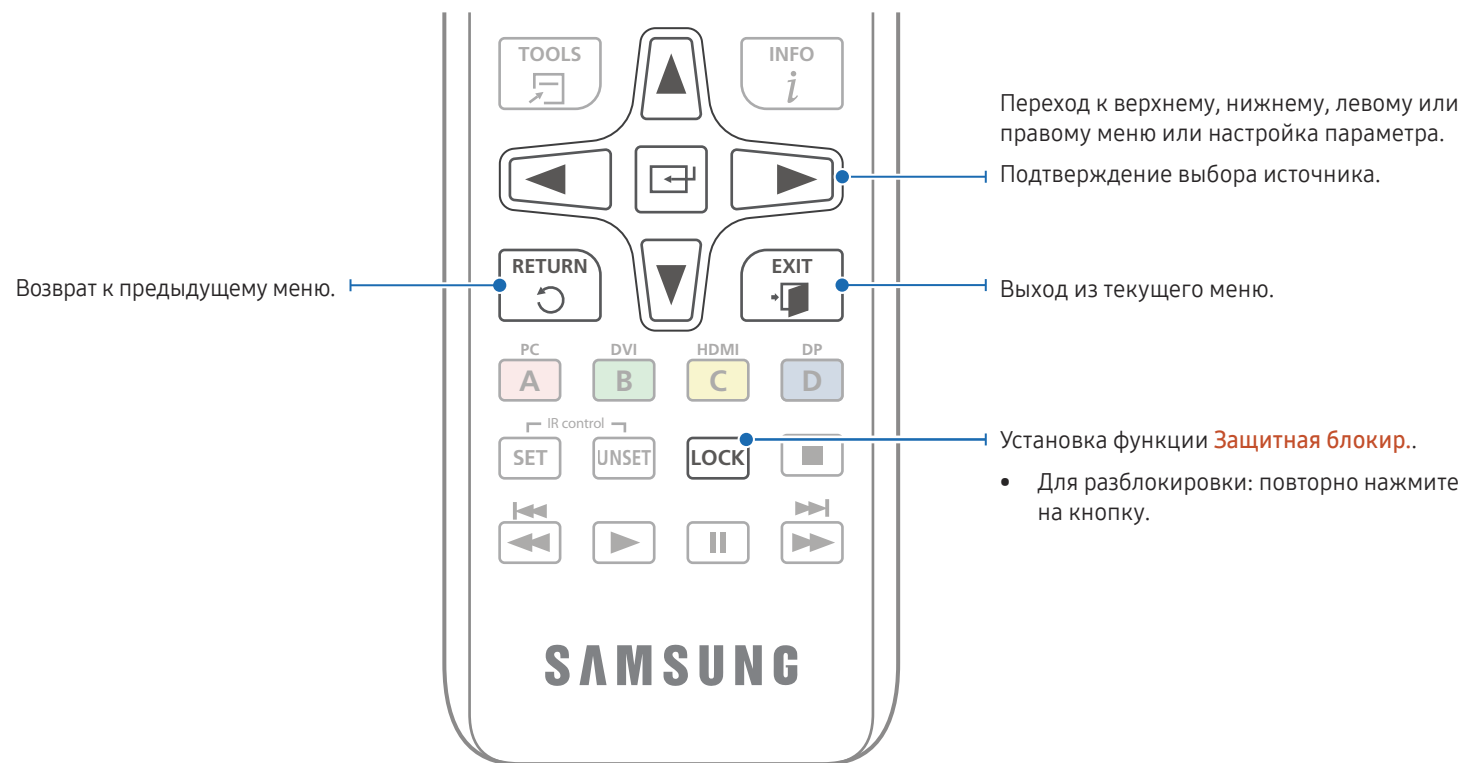 TOOLS
INFO
i
Переход к верхнему, нижнему, левому или
правому меню или настройка параметра.
Подтверждение выбора источника.
RETURN
EXIT
Возврат к предыдущему меню.
Выход из текущего меню.
PC DVI HDMI DP
A B C D
IR control
SET UNSET LOCK
Установка функции Защитная блокир..
• Для разблокировки: повторно нажмите
на кнопку.
SAMSUNG